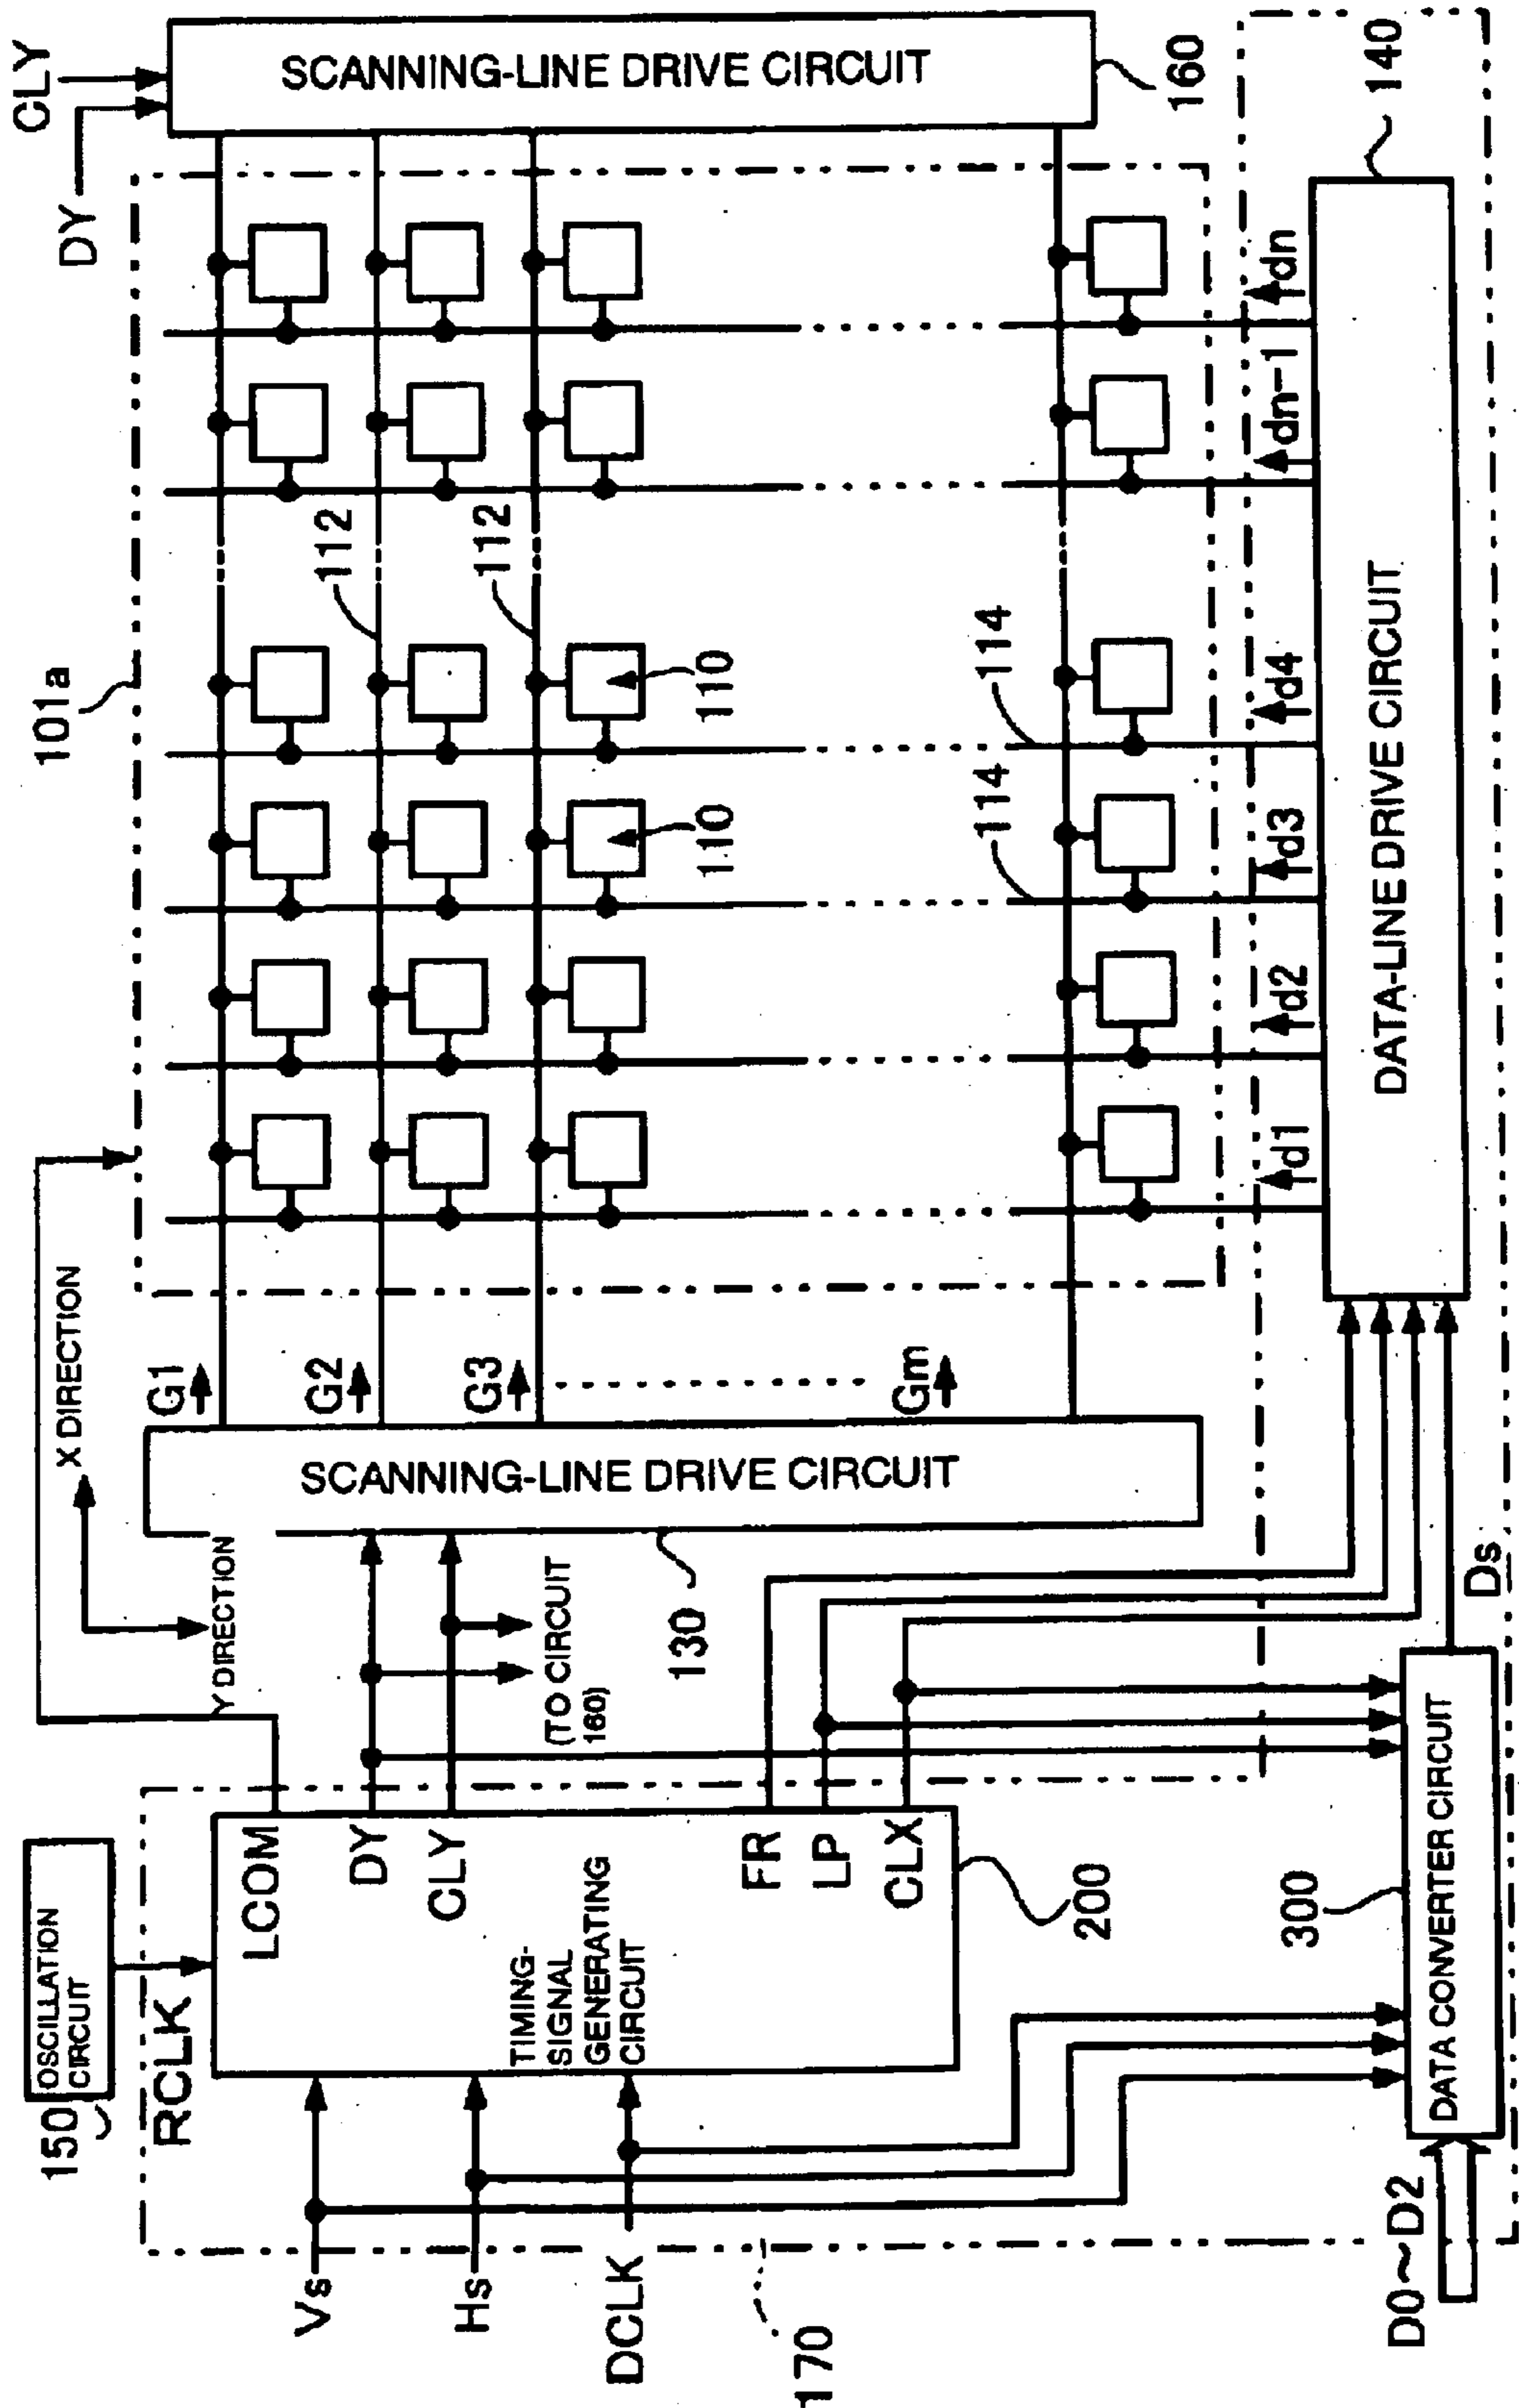 150
OSCILLATION
CIRCUIT
RCLK
Vs
Hs
DCLK
170
LCOM
DY
CLY
TIMING-
SIGNAL
GENERATING
CIRCUIT
FR
LP
CLX
200
X DIRECTION
Y DIRECTION
(TO CIRCUIT
160)
130
SCANNING-LINE DRIVE CIRCUIT
G1
G2
G3
Gm
101a
112
112
110
110
114
114
DY
CLY
SCANNING-LINE DRIVE CIRCUIT
160
d1
d2
d3
d4
dn-1
dn
DATA-LINE DRIVE CIRCUIT
140
D0~D2
300
DATA CONVERTER CIRCUIT
Ds